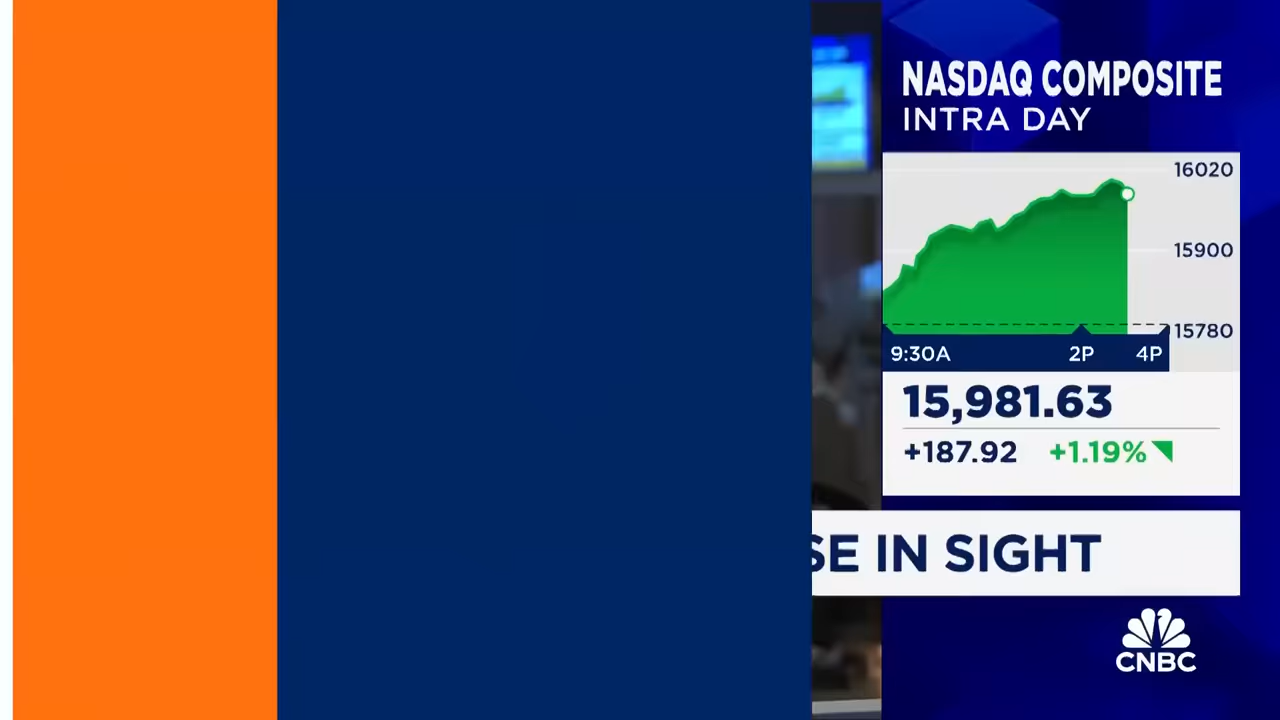 NASDAQ COMPOSITE
INTRA DAY
16020
15900
15780
9:30A 2P 4P
15,981.63
+187.92 +1.19%
IN SIGHT
CNBC